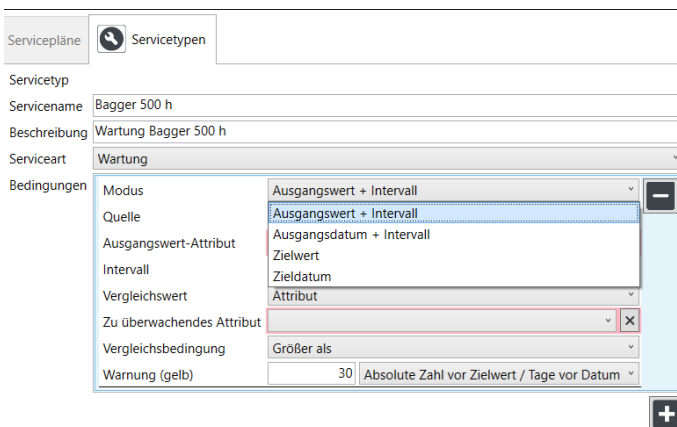 Servicepläne Servicetypen
Servicetyp
Servicename Bagger 500 h
Beschreibung Wartung Bagger 500 h
Serviceart Wartung
Bedingungen Modus Ausgangswert + Intervall
Quelle Ausgangswert + Intervall
Ausgangsdatum + Intervall
Ausgangswert-Attribut
Zielwert
Intervall
Zieldatum
Vergleichswert Attribut
Zu überwachendes Attribut
Vergleichsbedingung Größer als
Warnung (gelb) 30 Absolute Zahl vor Zielwert / Tage vor Datum